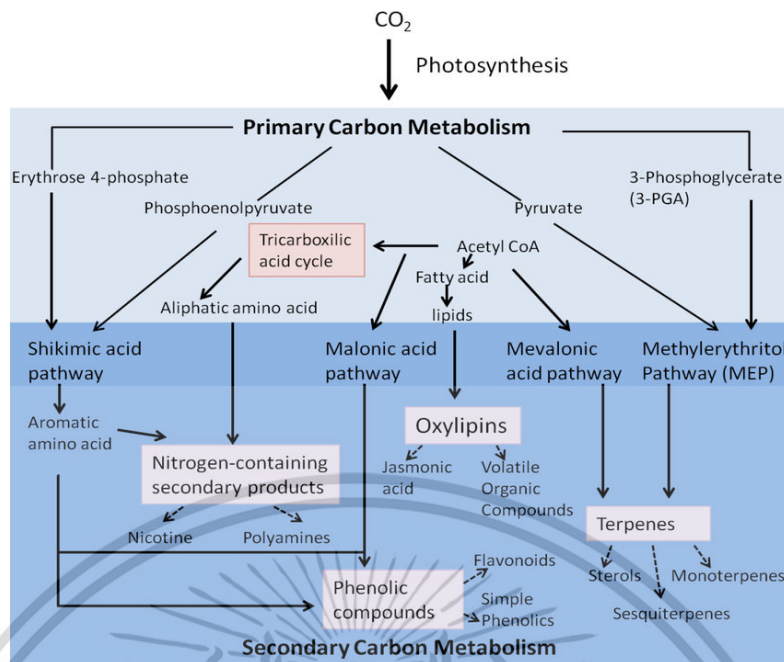 CO2
Photosynthesis
Primary Carbon Metabolism
Erythrose 4-phosphate
3-Phosphoglycerate
(3-PGA)
Phosphoenolpyruvate
Pyruvate
Tricarboxilic
acid cycle
Acetyl CoA
Fatty acid
Aliphatic amino acid
lipids
Shikimic acid
pathway
Malonic acid
pathway
Mevalonic
acid pathway
Methylerythritol
Pathway (MEP)
Aromatic
amino acid
Oxylipins
Nitrogen-containing
secondary products
Jasmonic
acid
Volatile
Organic
Compounds
Terpenes
Nicotine
Polyamines
Flavonoids
Phenolic
compounds
Simple
Phenolics
Sterols
Monoterpenes
Sesquiterpenes
Secondary Carbon Metabolism